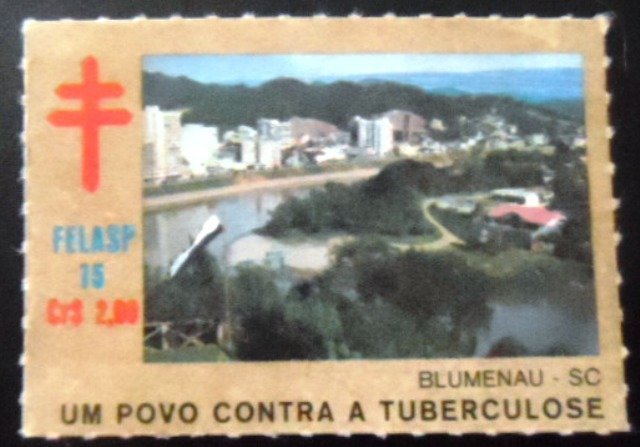 FELASP
75
Cr$ 2,00
BLUMENAU - SC
UM POVO CONTRA A TUBERCULOSE